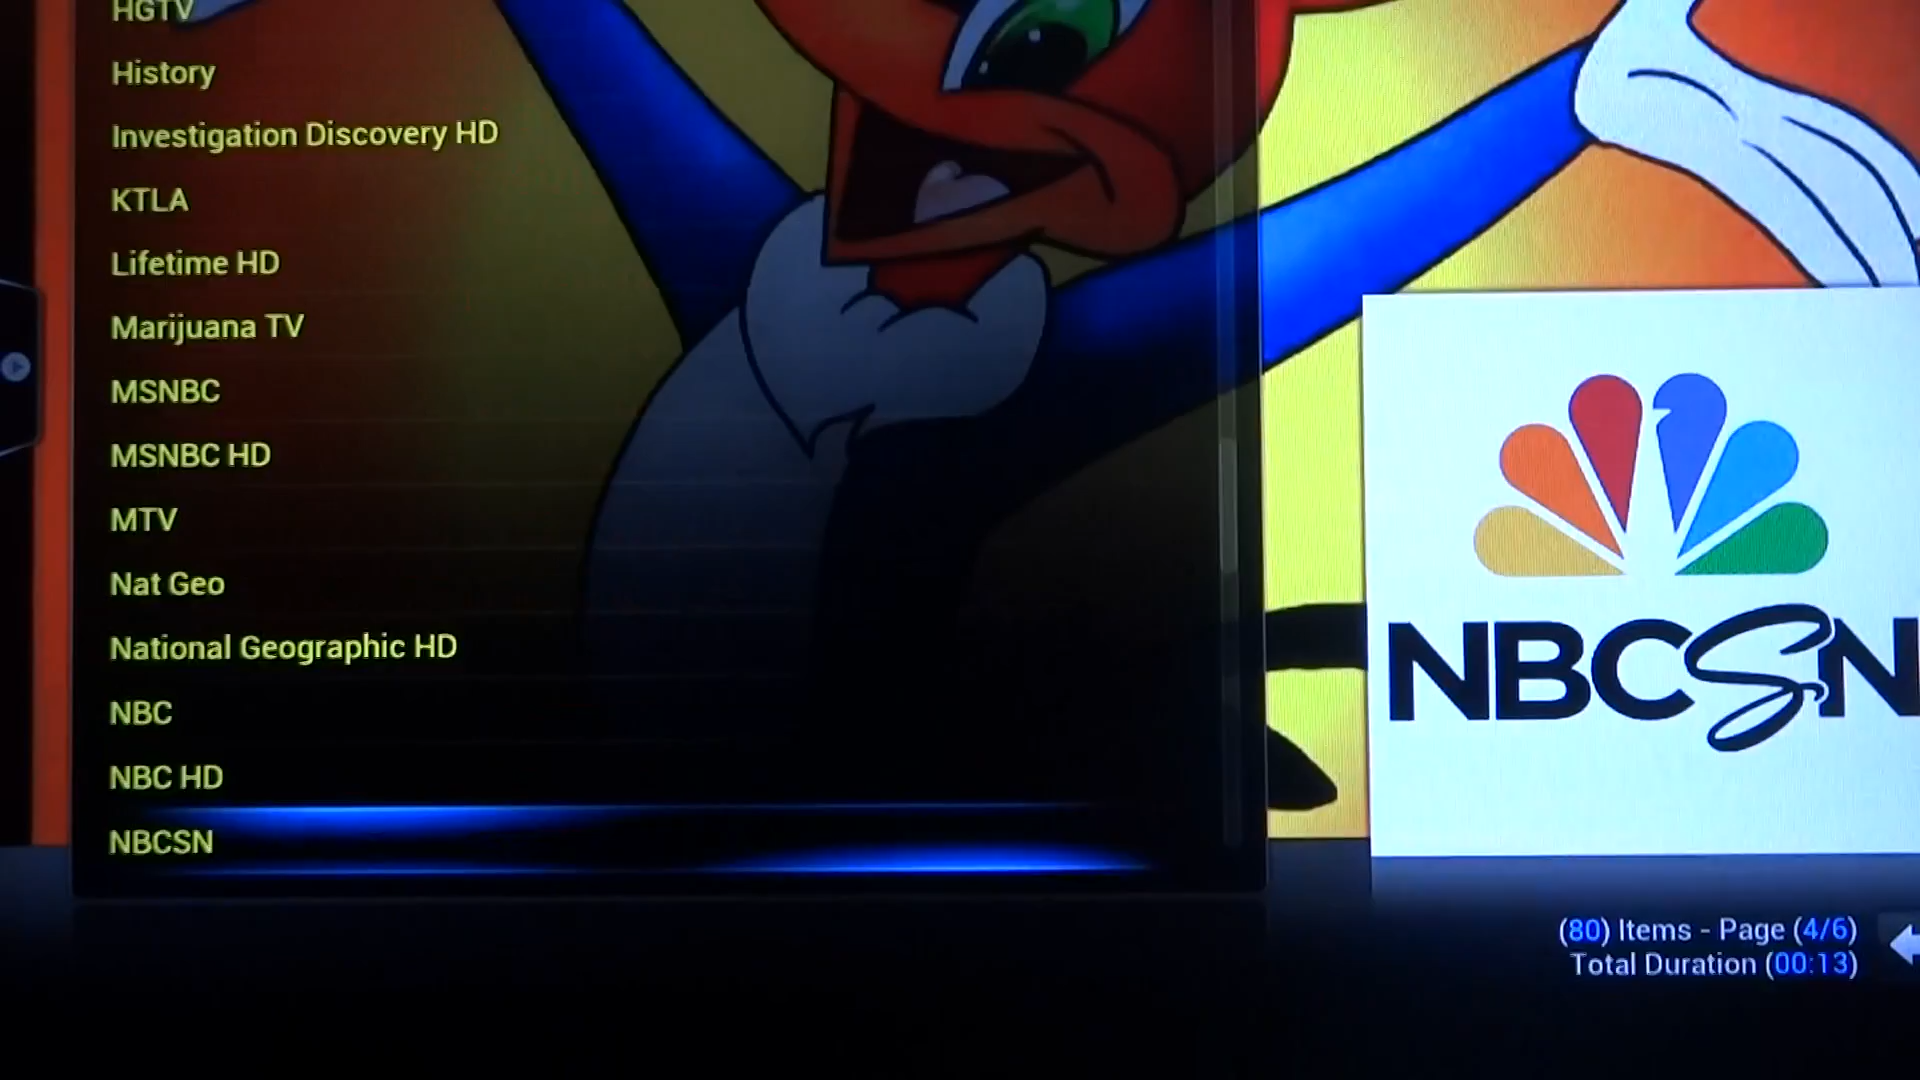 HGTV
History
Investigation Discovery HD
KTLA
Lifetime HD
Marijuana TV
MSNBC
MSNBC HD
MTV
Nat Geo
National Geographic HD
NBC
NBC HD
NBCSN
NBCSN
(80) Items - Page (4/6)
Total Duration (00:13)